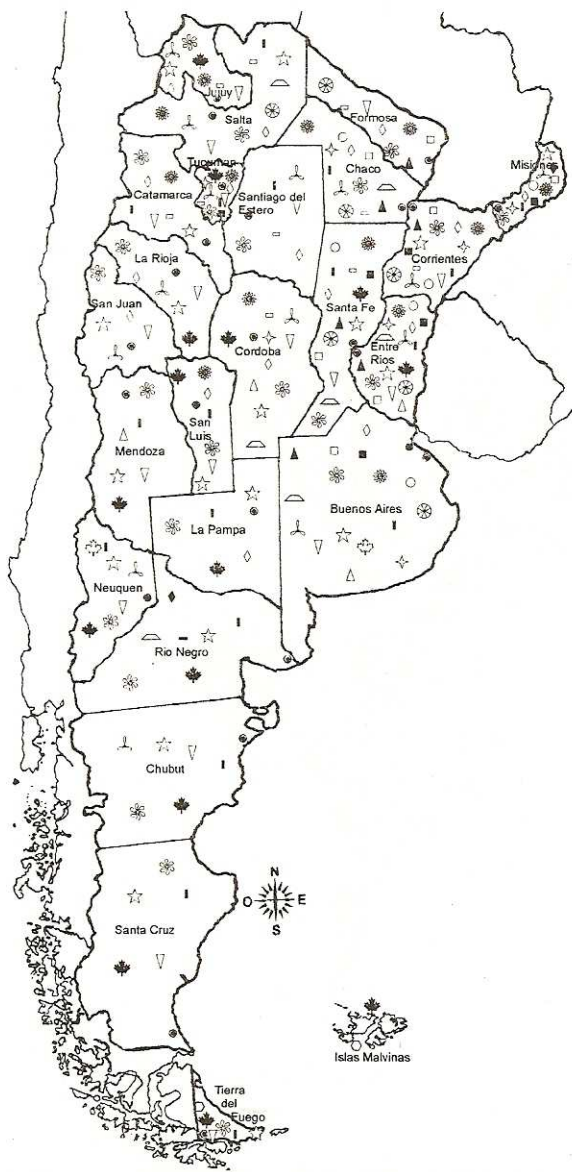 Jujuy
Salta
Formosa
Tucuman
Chaco
Misiones
Catamarca
Santiago del
Estero
La Rioja
Corrientes
San Juan
Santa Fe
Cordoba
Entre
Rios
San
Luis
Mendoza
Buenos Aires
La Pampa
Neuquen
Rio Negro
Chubut
N
O
E
S
Santa Cruz
Islas Malvinas
Tierra
del
Fuego